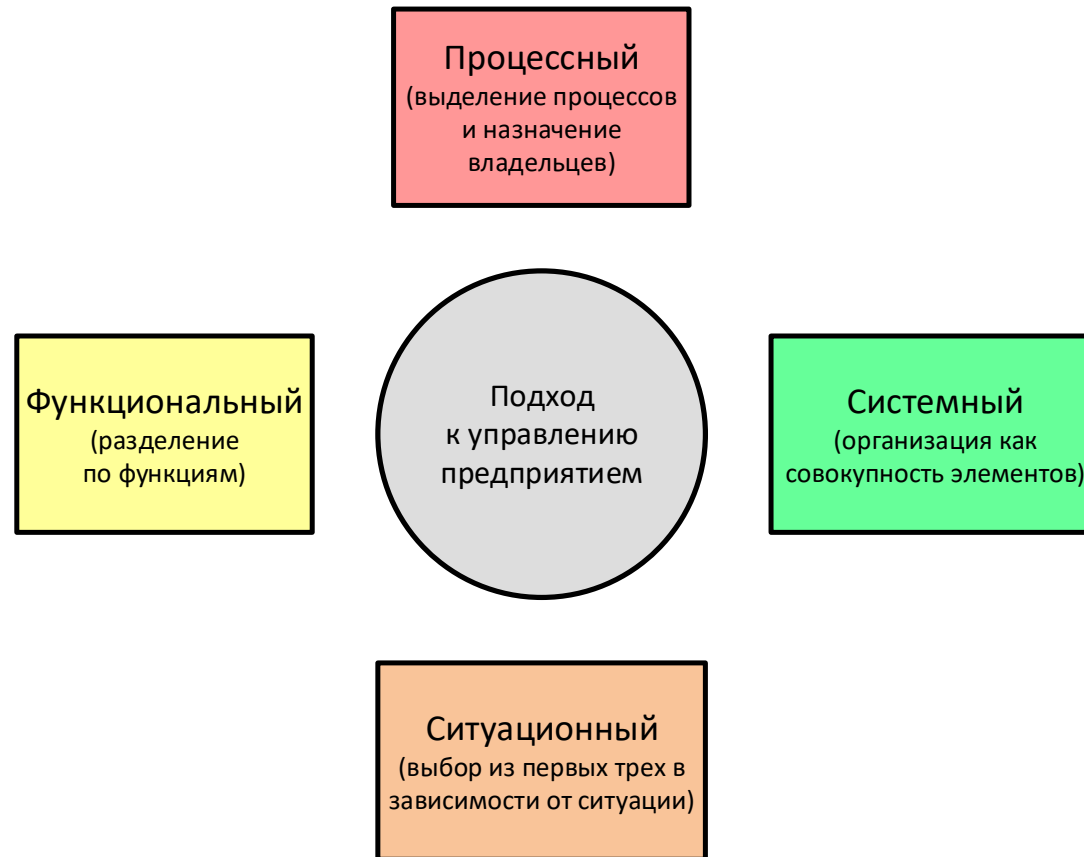 Процессный
(выделение процессов
и назначение
владельцев)
Функциональный
(разделение
по функциям)
Подход
к управлению
предприятием
Системный
(организация как
совокупность элементов)
Ситуационный
(выбор из первых трех в
зависимости от ситуации)